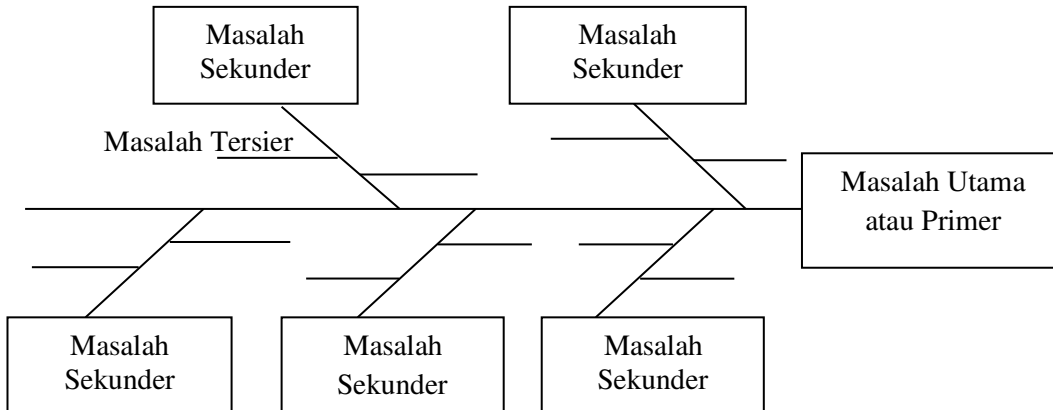 Masalah
Sekunder
Masalah
Sekunder
Masalah Tersier
Masalah Utama
atau Primer
Masalah
Sekunder
Masalah
Sekunder
Masalah
Sekunder